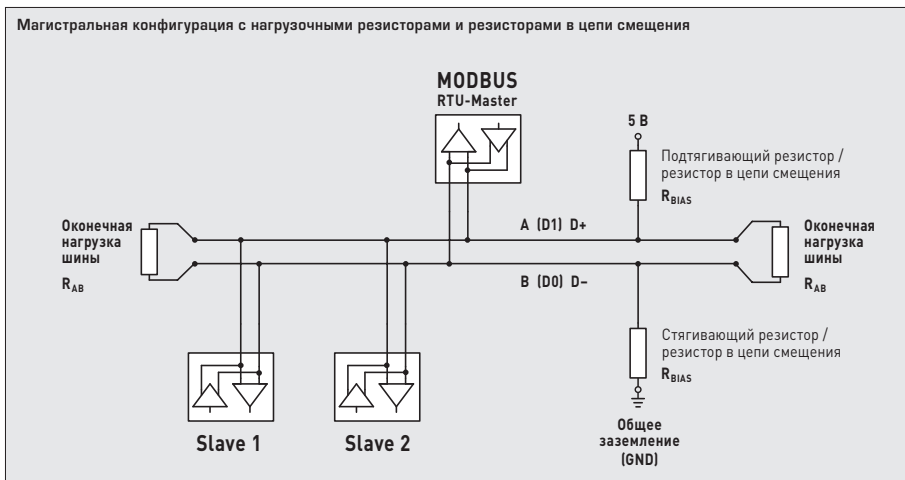 Магистральная конфигурация с нагрузочными резисторами и резисторами в цепи смещения
MODBUS
RTU-Master
5 В
Подтягивающий резистор /
резистор в цепи смещения
RBIAS
Оконечная
нагрузка
шины
RAB
A (D1) D+
B (D0) D–
Оконечная
нагрузка
шины
RAB
Стягивающий резистор /
резистор в цепи смещения
RBIAS
Slave 1
Slave 2
Общее
заземление
(GND)